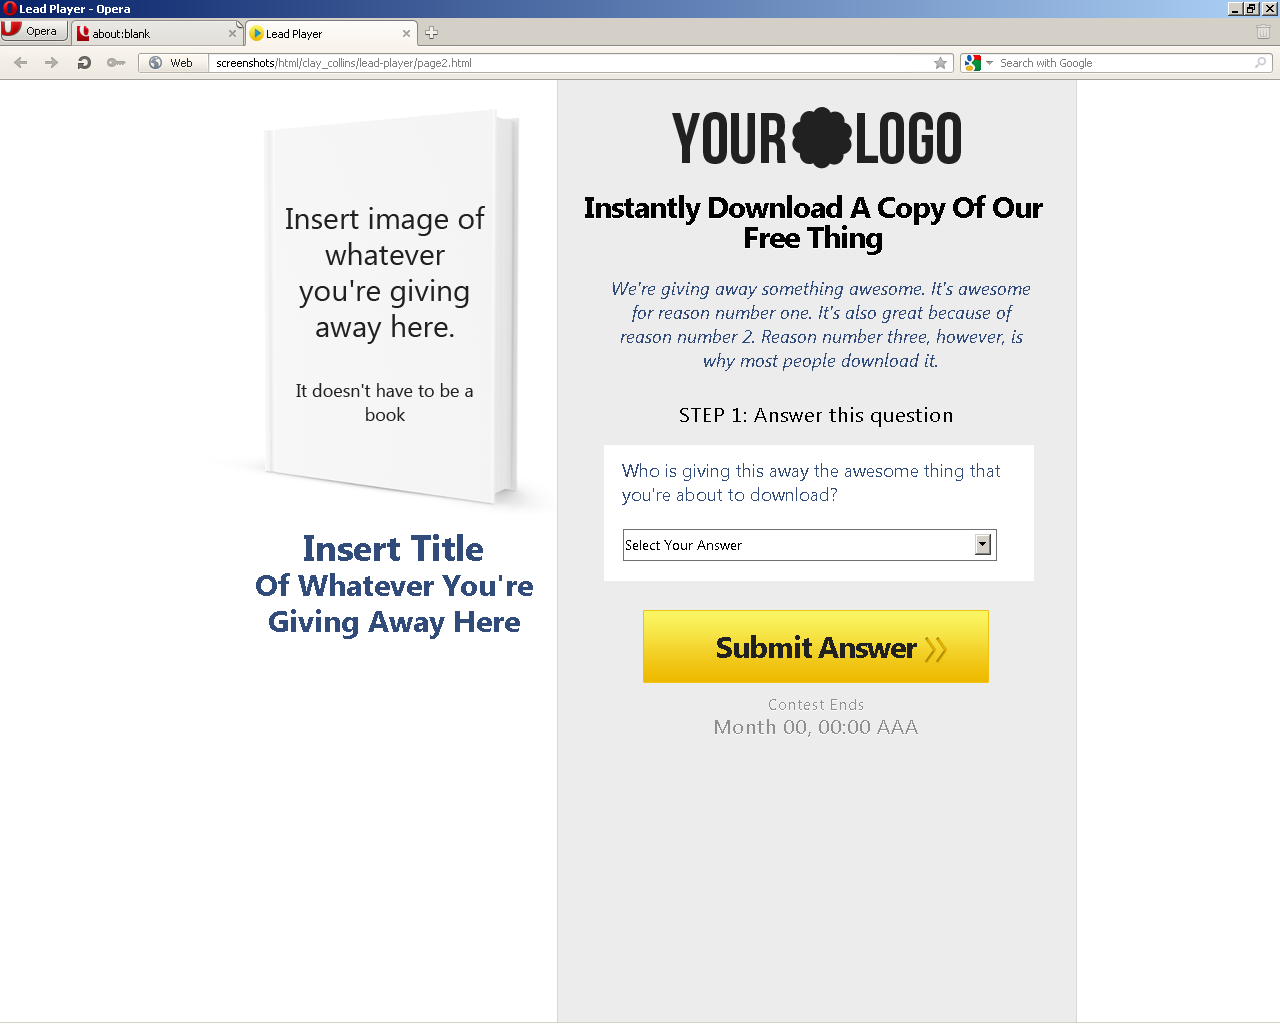 Lead Player - Opera
Opera
about:blank
Lead Player
Web
screenshots/html/clay_collins/lead-player/page2.html
Search with Google
Insert image of
whatever
you're giving
away here.
It doesn't have to be a
book
Insert Title
Of Whatever You're
Giving Away Here
YOUR LOGO
Instantly Download A Copy Of Our
Free Thing
We're giving away something awesome. It's awesome
for reason number one. It's also great because of
reason number 2. Reason number three, however, is
why most people download it.
STEP 1: Answer this question
Who is giving this away the awesome thing that
you're about to download?
Select Your Answer
Submit Answer
Contest Ends
Month 00, 00:00 AAA